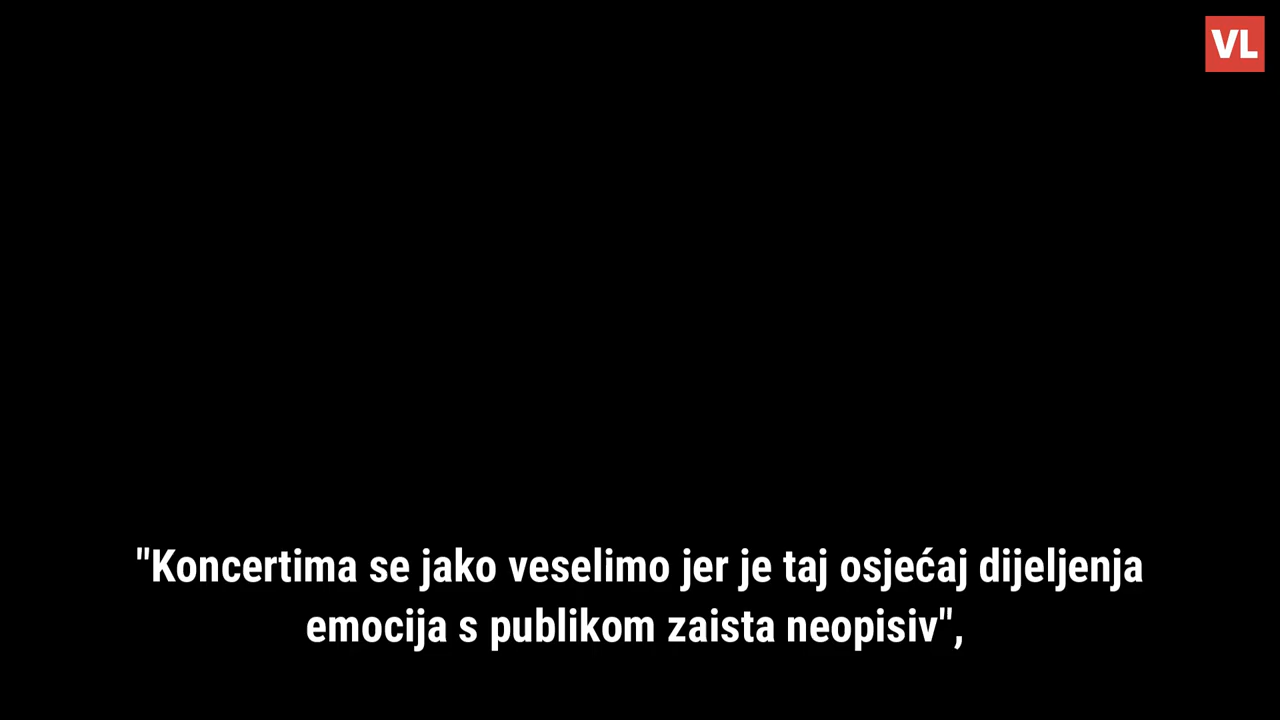 VL
"Koncertima se jako veselimo jer je taj osjećaj dijeljenja
emocija s publikom zaista neopisiv",